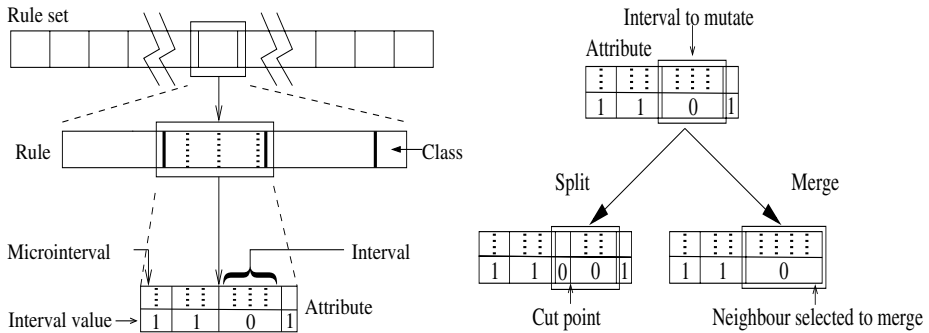 Rule set
Rule
Class
Microinterval
Interval
Attribute
Interval value
1 1 0 1
Interval to mutate
Attribute
1 1 0 1
Split
Merge
1 1 0 0 1
1 1 0
Cut point
Neighbour selected to merge